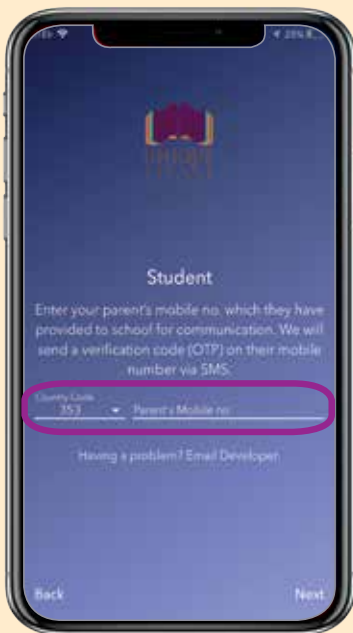 28%
Student
Enter your parent's mobile no. which they have
provided to school for communication. We will
send a verification code (OTP) on their mobile
number via SMS.
Country Code
353 Parent's Mobile no
Having a problem? Email Developer.
Back Next